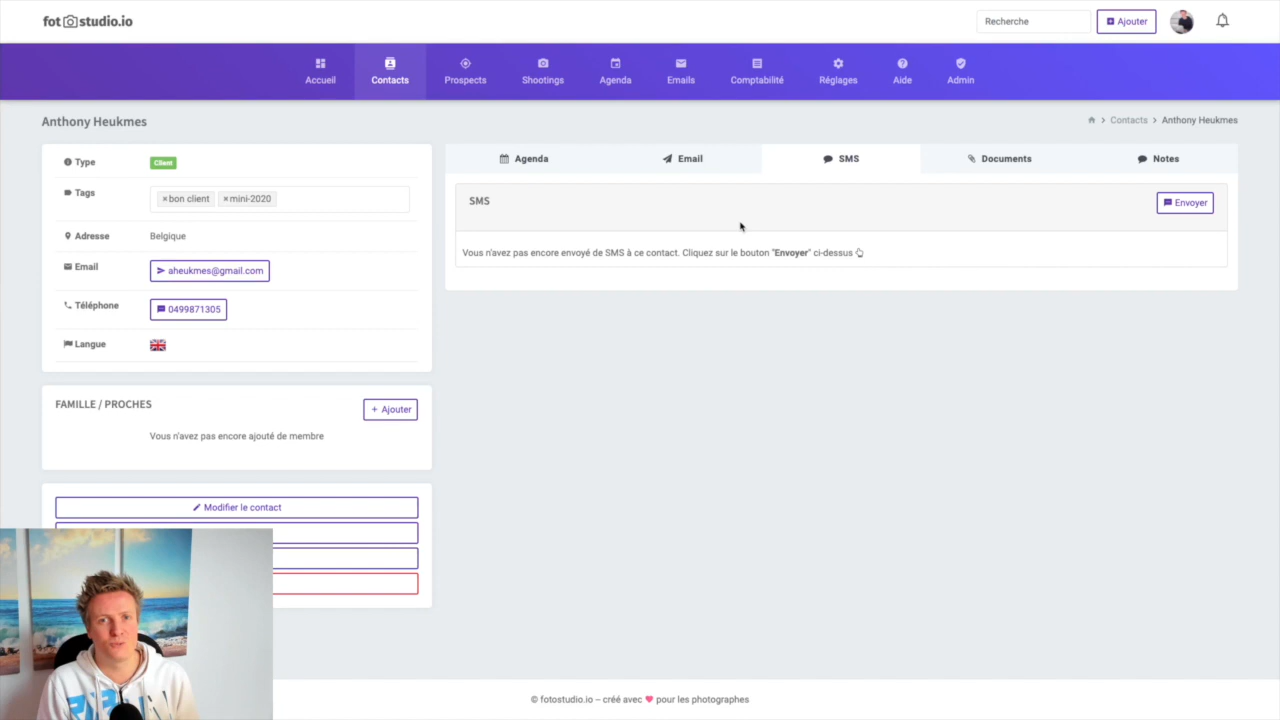 fotstudio.io
Recherche
Ajouter
Accueil
Contacts
Prospects
Shootings
Agenda
Emails
Comptabilité
Réglages
Aide
Admin
Anthony Heukmes
Contacts > Anthony Heukmes
Type
Client
Tags
×bon client ×mini-2020
Adresse
Belgique
Email
aheukmes@gmail.com
Téléphone
0499871305
Langue
FAMILLE / PROCHES
+ Ajouter
Vous n'avez pas encore ajouté de membre
Modifier le contact
Agenda
Email
SMS
Documents
Notes
SMS
Envoyer
Vous n'avez pas encore envoyé de SMS à ce contact. Cliquez sur le bouton "Envoyer" ci-dessus
© fotostudio.io – créé avec ❤ pour les photographes